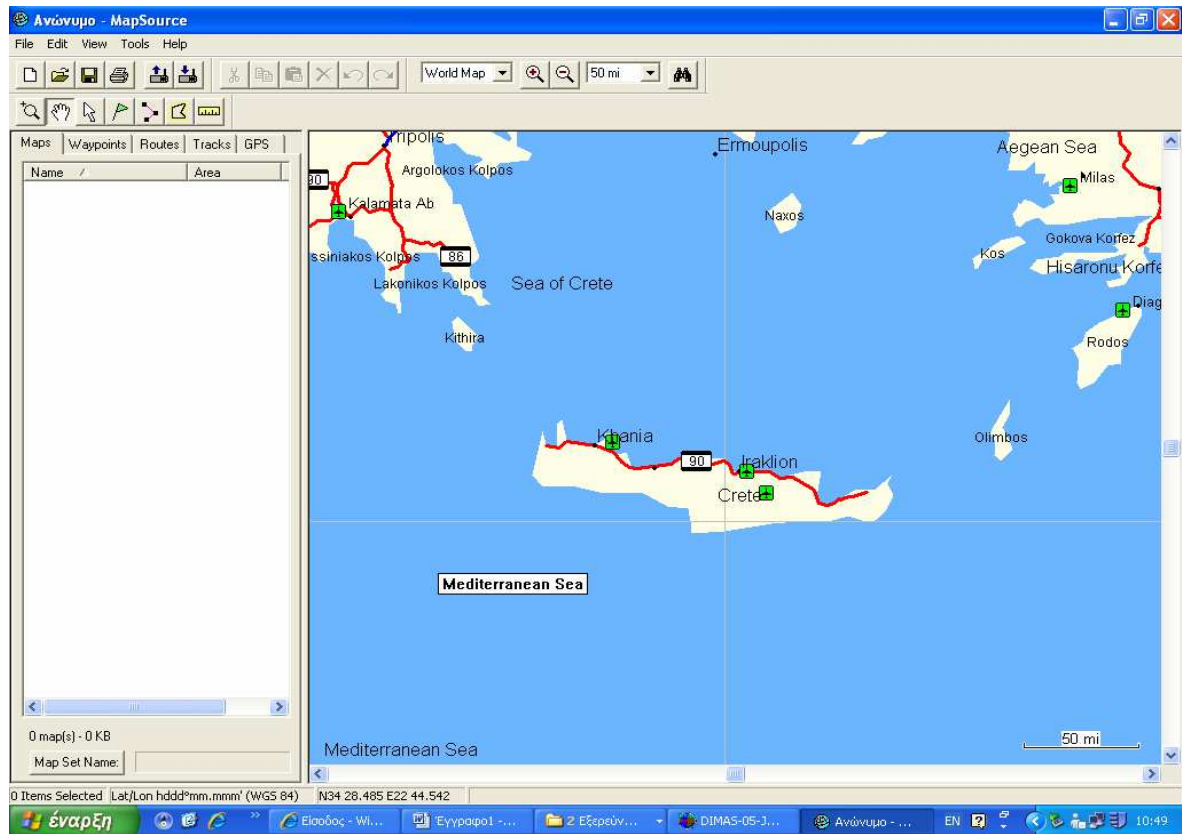 Ανώνυμο - MapSource
File Edit View Tools Help
World Map 50 mi
Maps Waypoints Routes Tracks GPS
Name Area
Tripolis
Ermoupolis
Aegean Sea
Argolokos Kolpos
Milas
90
Kalamata Ab
Naxos
Gokova Korfez
ssiniakos Kolpos
86
Kos
Hisaronu Korfe
Lakonikos Kolpos
Sea of Crete
Diag
Kithira
Rodos
Khania
Olimbos
90
Iraklion
Crete
Mediterranean Sea
0 map(s) - 0 KB
50 mi
Mediterranean Sea
Map Set Name:
0 Items Selected Lat/Lon hddd°mm.mmm' (WGS 84) N34 28.485 E22 44.542
έναρξη
Είσοδος - Wi...
Έγγραφο1 -...
2 Εξερεύν...
DIMAS-05-J...
Ανώνυμο - ...
EN
10:49